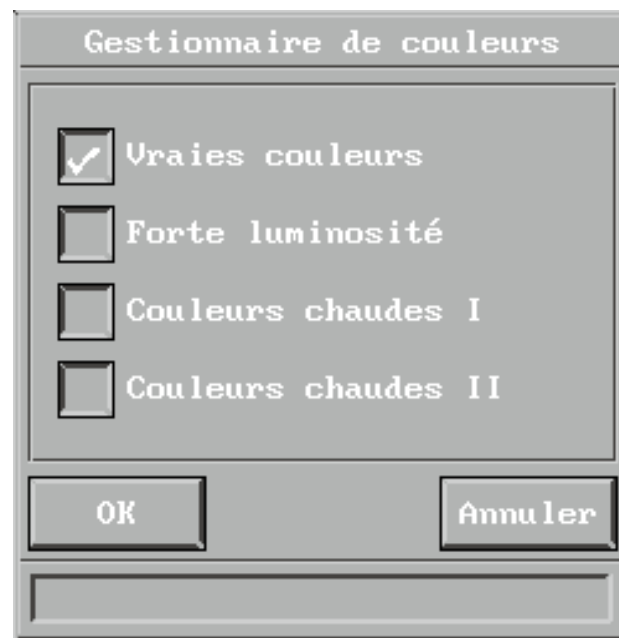 Gestionnaire de couleurs
Vraies couleurs
Forte luminosité
Couleurs chaudes I
Couleurs chaudes II
OK
Annuler